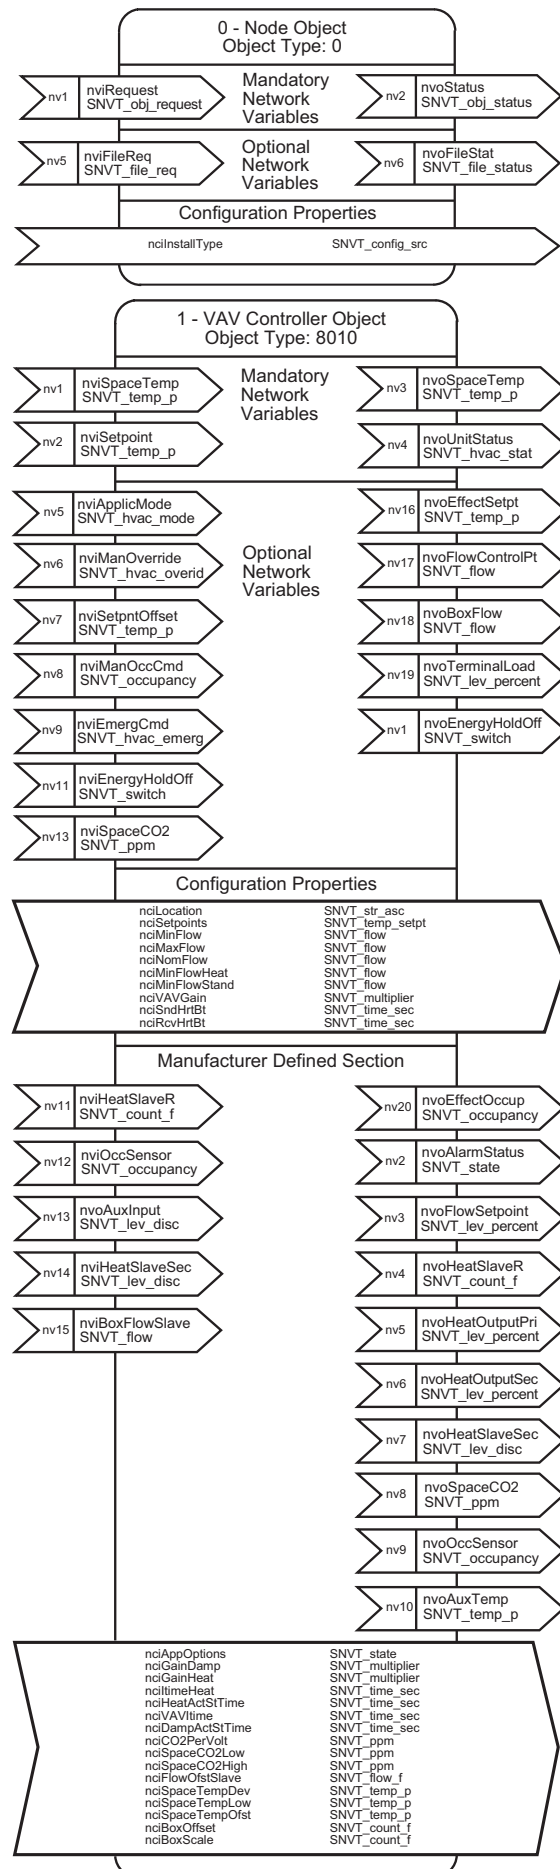 0 - Node Object
Object Type: 0
nv1
nviRequest
SNVT_obj_request
Mandatory
Network
Variables
nv2
nvoStatus
SNVT_obj_status
nv5
nviFileReq
SNVT_file_req
Optional
Network
Variables
nv6
nvoFileStat
SNVT_file_status
Configuration Properties
nciInstallType SNVT_config_src
1 - VAV Controller Object
Object Type: 8010
nv1
nviSpaceTemp
SNVT_temp_p
Mandatory
Network
Variables
nv3
nvoSpaceTemp
SNVT_temp_p
nv2
nviSetpoint
SNVT_temp_p
nv4
nvoUnitStatus
SNVT_hvac_stat
nv5
nviApplicMode
SNVT_hvac_mode
nv16
nvoEffectSetpt
SNVT_temp_p
nv6
nviManOverride
SNVT_hvac_overid
Optional
Network
Variables
nv17
nvoFlowControlPt
SNVT_flow
nv7
nviSetpntOffset
SNVT_temp_p
nv18
nvoBoxFlow
SNVT_flow
nv8
nviManOccCmd
SNVT_occupancy
nv19
nvoTerminalLoad
SNVT_lev_percent
nv9
nviEmergCmd
SNVT_hvac_emerg
nv1
nvoEnergyHoldOff
SNVT_switch
nv11
nviEnergyHoldOff
SNVT_switch
nv13
nviSpaceCO2
SNVT_ppm
Configuration Properties
nciLocation SNVT_str_asc
nciSetpoints SNVT_temp_setpt
nciMinFlow SNVT_flow
nciMaxFlow SNVT_flow
nciNomFlow SNVT_flow
nciMinFlowHeat SNVT_flow
nciMinFlowStand SNVT_flow
nciVAVGain SNVT_multiplier
nciSndHrtBt SNVT_time_sec
nciRcvHrtBt SNVT_time_sec
Manufacturer Defined Section
nv11
nviHeatSlaveR
SNVT_count_f
nv20
nvoEffectOccup
SNVT_occupancy
nv12
nviOccSensor
SNVT_occupancy
nv2
nvoAlarmStatus
SNVT_state
nv13
nvoAuxInput
SNVT_lev_disc
nv3
nvoFlowSetpoint
SNVT_lev_percent
nv14
nviHeatSlaveSec
SNVT_lev_disc
nv4
nvoHeatSlaveR
SNVT_count_f
nv15
nviBoxFlowSlave
SNVT_flow
nv5
nvoHeatOutputPri
SNVT_lev_percent
nv6
nvoHeatOutputSec
SNVT_lev_percent
nv7
nvoHeatSlaveSec
SNVT_lev_disc
nv8
nvoSpaceCO2
SNVT_ppm
nv9
nvoOccSensor
SNVT_occupancy
nv10
nvoAuxTemp
SNVT_temp_p
nciAppOptions SNVT_state
nciGainDamp SNVT_multiplier
nciGainHeat SNVT_multiplier
nciItimeHeat SNVT_time_sec
nciHeatActStTime SNVT_time_sec
nciVAVItime SNVT_time_sec
nciDampActStTime SNVT_time_sec
nciCO2PerVolt SNVT_ppm
nciSpaceCO2Low SNVT_ppm
nciSpaceCO2High SNVT_ppm
nciFlowOfstSlave SNVT_flow_f
nciSpaceTempDev SNVT_temp_p
nciSpaceTempLow SNVT_temp_p
nciSpaceTempOfst SNVT_temp_p
nciBoxOffset SNVT_count_f
nciBoxScale SNVT_count_f